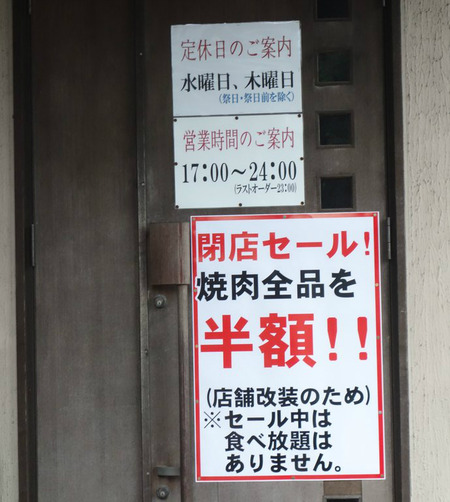 定休日のご案内
水曜日、木曜日
(祭日・祭日前を除く)
営業時間のご案内
17:00〜24:00
(ラストオーダー23:00)
閉店セール!
焼肉全品を
半額!!
(店舗改装のため)
※セール中は
食べ放題は
ありません。